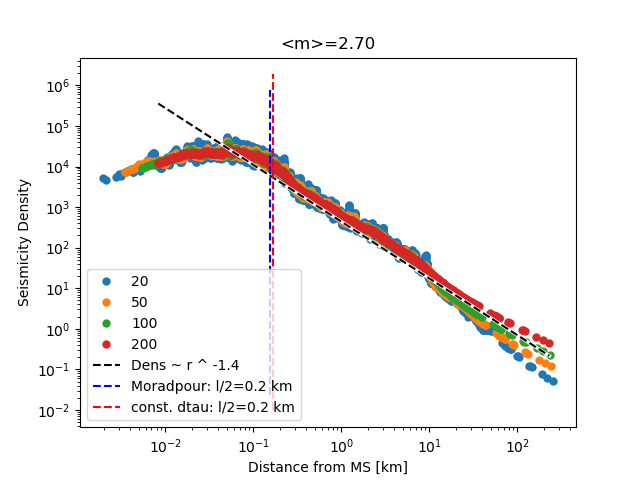 <m>=2.70
Seismicity Density
10^6
10^5
10^4
10^3
10^2
10^1
10^0
10^-1
10^-2
20
50
100
200
Dens ~ r ^ -1.4
Moradpour: l/2=0.2 km
const. dtau: l/2=0.2 km
10^-2 10^-1 10^0 10^1 10^2
Distance from MS [km]